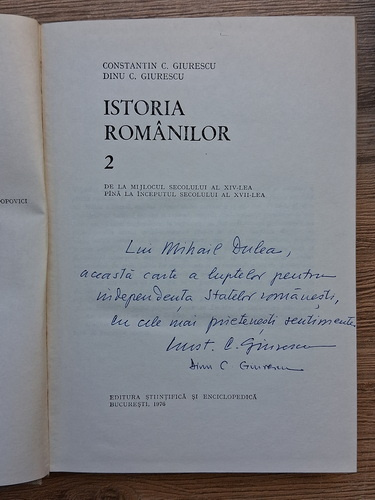 CONSTANTIN C. GIURESCU
DINU C. GIURESCU
ISTORIA
ROMÂNILOR
2
DE LA MIJLOCUL SECOLULUI AL XIV-LEA
PÎNĂ LA ÎNCEPUTUL SECOLULUI AL XVII-LEA
OPOVICI
Lui Mihail Dulea,
această carte a luptelor pentru
independența statelor românești,
cu cele mai prietenești sentimente
Const. C. Giurescu
Dinu C Giurescu
EDITURA ȘTIINȚIFICĂ ȘI ENCICLOPEDICĂ
BUCUREȘTI, 1976